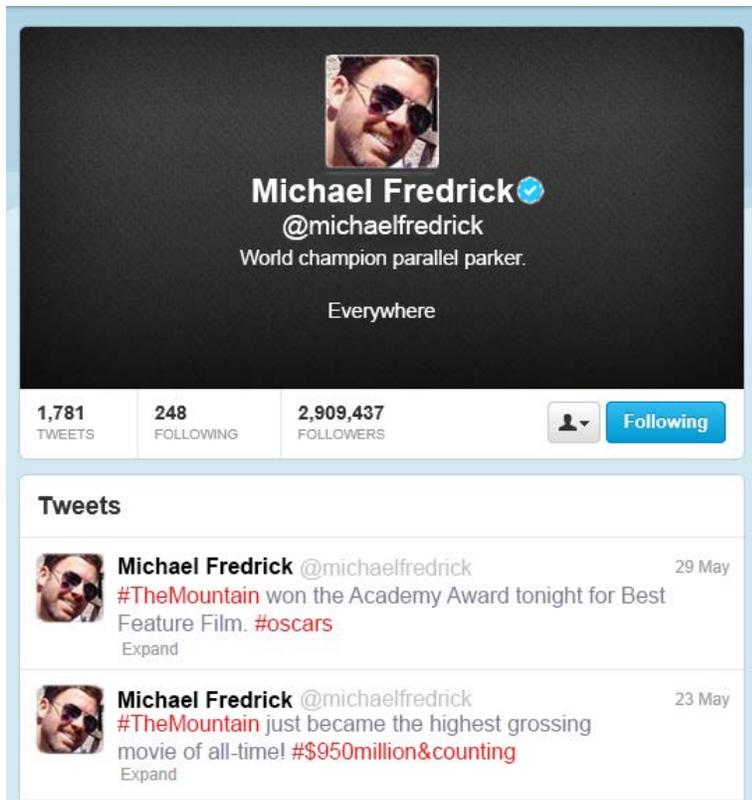 Michael Fredrick
@michaelfredrick
World champion parallel parker.
Everywhere
1,781 248 2,909,437
TWEETS FOLLOWING FOLLOWERS
Following
Tweets
Michael Fredrick @michaelfredrick 29 May
#TheMountain won the Academy Award tonight for Best
Feature Film. #oscars
Expand
Michael Fredrick @michaelfredrick 23 May
#TheMountain just became the highest grossing
movie of all-time! #$950million&counting
Expand